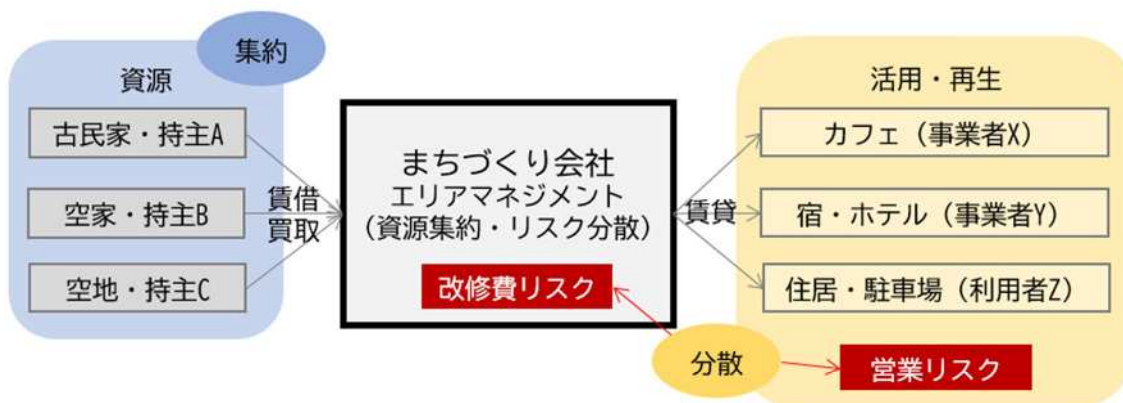 集約
資源
古民家・持主A
空家・持主B
空地・持主C
賃借
買取
まちづくり会社
エリアマネジメント
（資源集約・リスク分散）
改修費リスク
賃貸
活用・再生
カフェ（事業者X）
宿・ホテル（事業者Y）
住居・駐車場（利用者Z）
分散
営業リスク